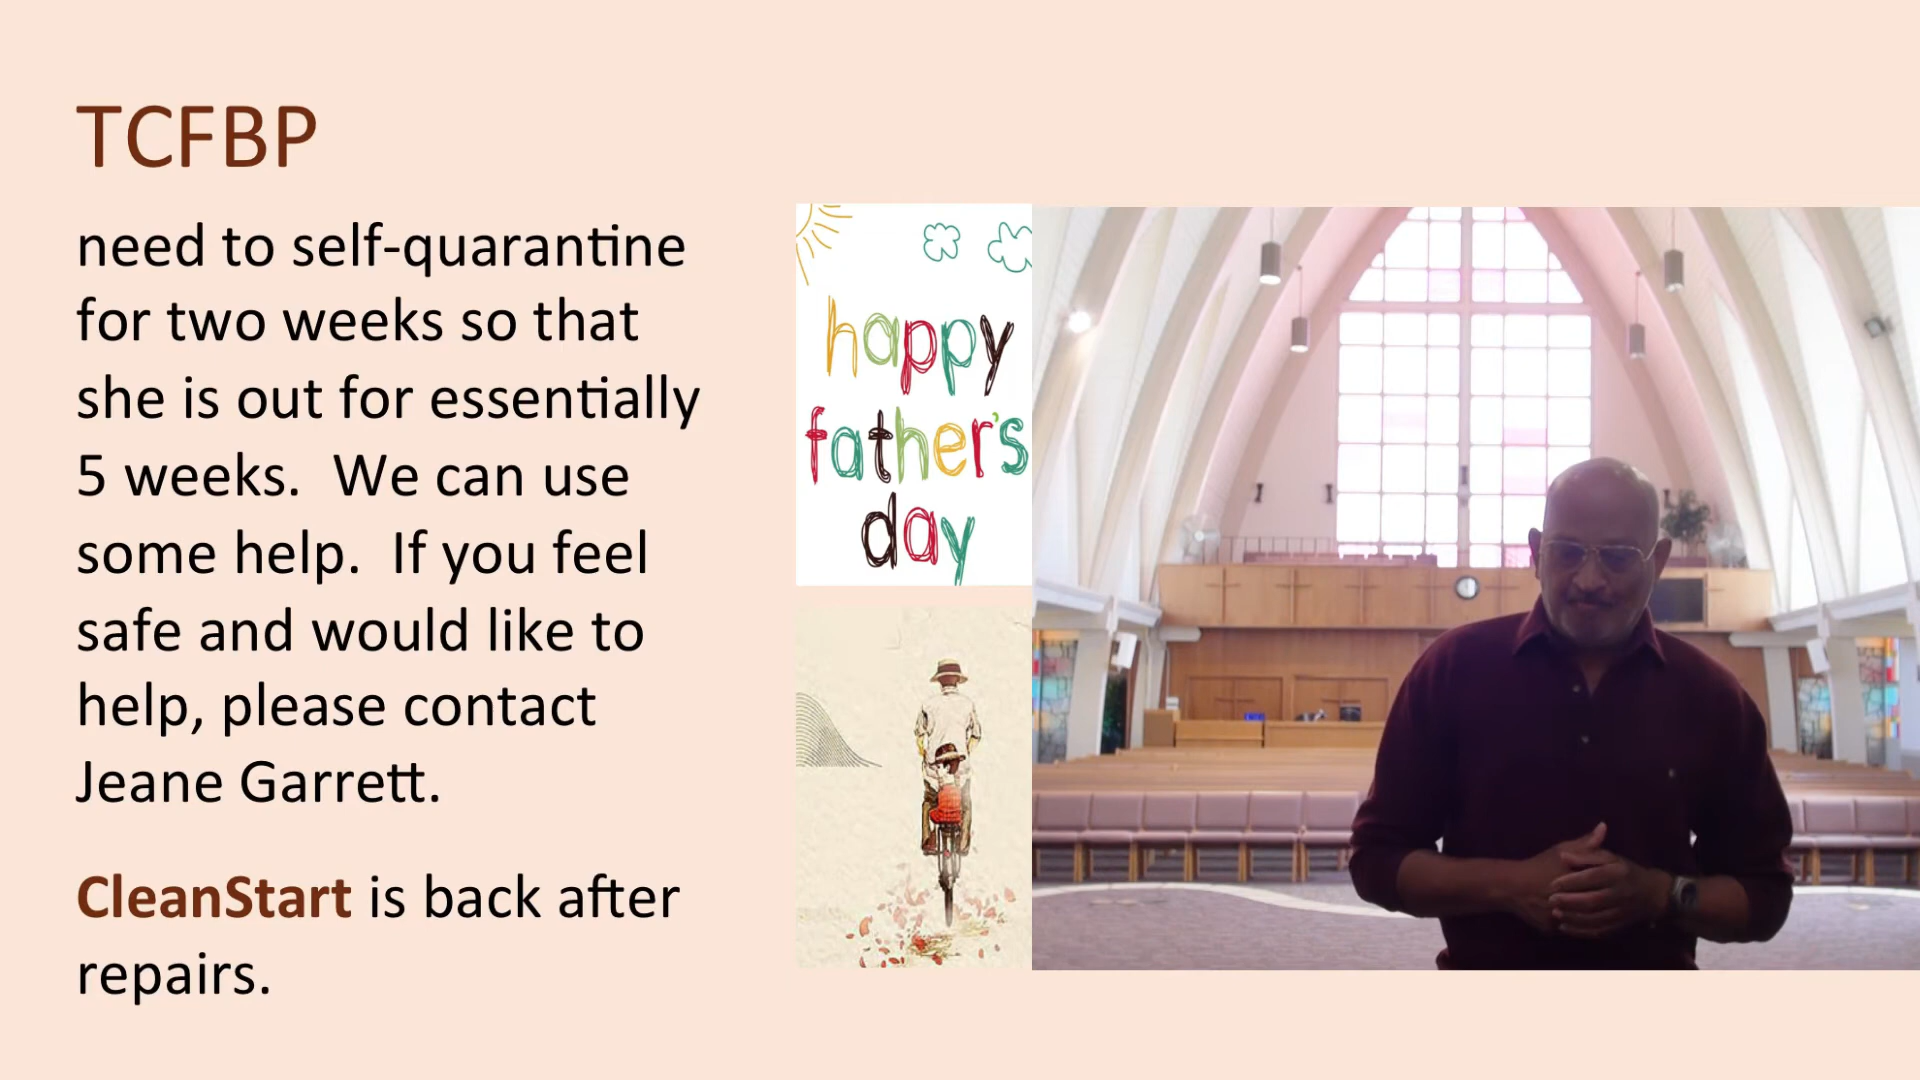 TCFBP
need to self-quarantine
for two weeks so that
she is out for essentially
5 weeks.  We can use
some help.  If you feel
safe and would like to
help, please contact
Jeane Garrett.
CleanStart is back after
repairs.
happy
father's
day